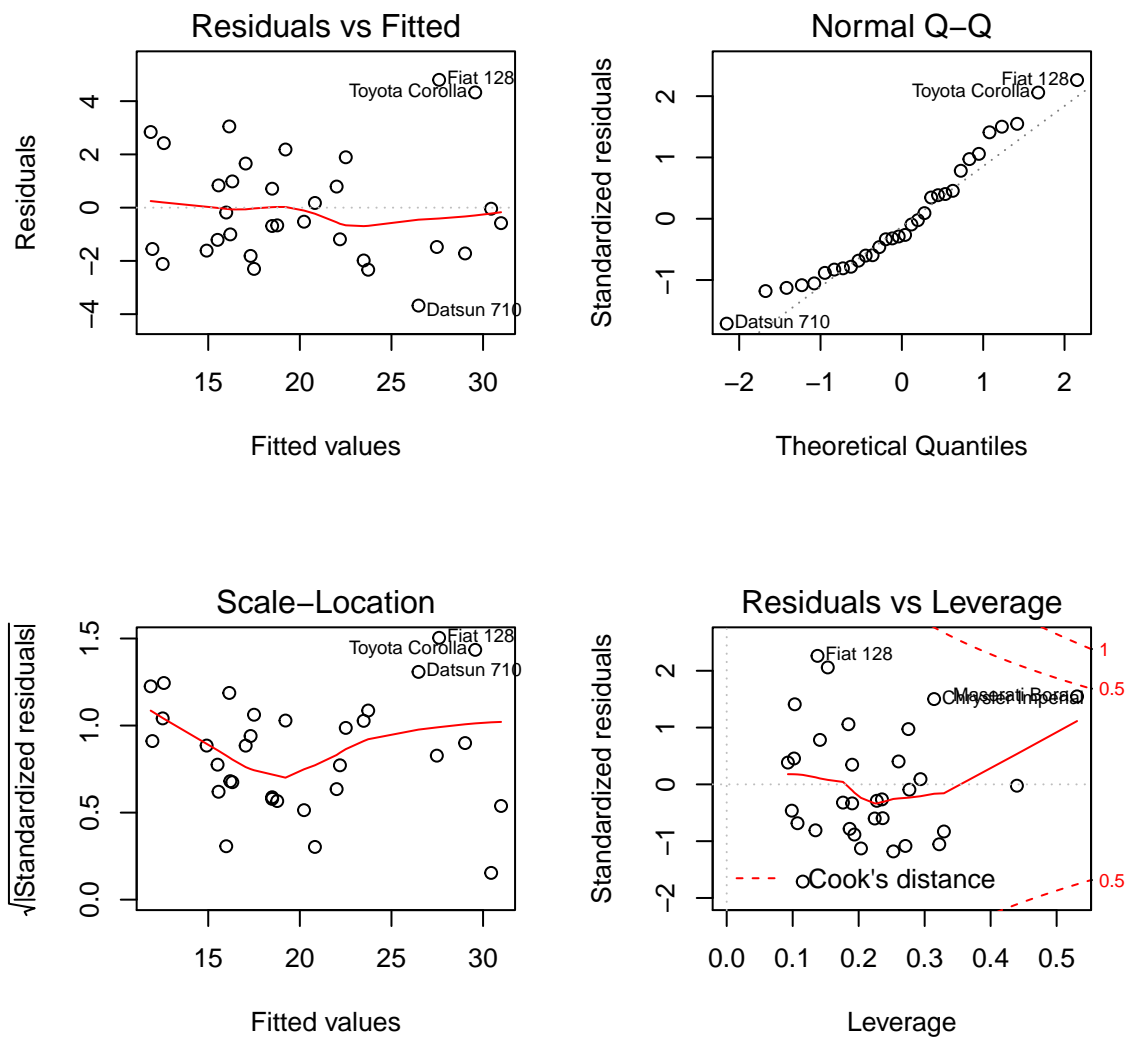 Residuals vs Fitted
Residuals
4
2
0
−2
−4
Fiat 128
Toyota Corolla
Datsun 710
15 20 25 30
Fitted values
Normal Q−Q
Standardized residuals
2
1
0
−1
Fiat 128
Toyota Corolla
Datsun 710
−2 −1 0 1 2
Theoretical Quantiles
Scale−Location
√|Standardized residuals|
1.5
1.0
0.5
0.0
Fiat 128
Toyota Corolla
Datsun 710
15 20 25 30
Fitted values
Residuals vs Leverage
Standardized residuals
2
1
0
−1
−2
Fiat 128
Maserati Bora
Chrysler Imperial
1
0.5
0.5
Cook's distance
0.0 0.1 0.2 0.3 0.4 0.5
Leverage